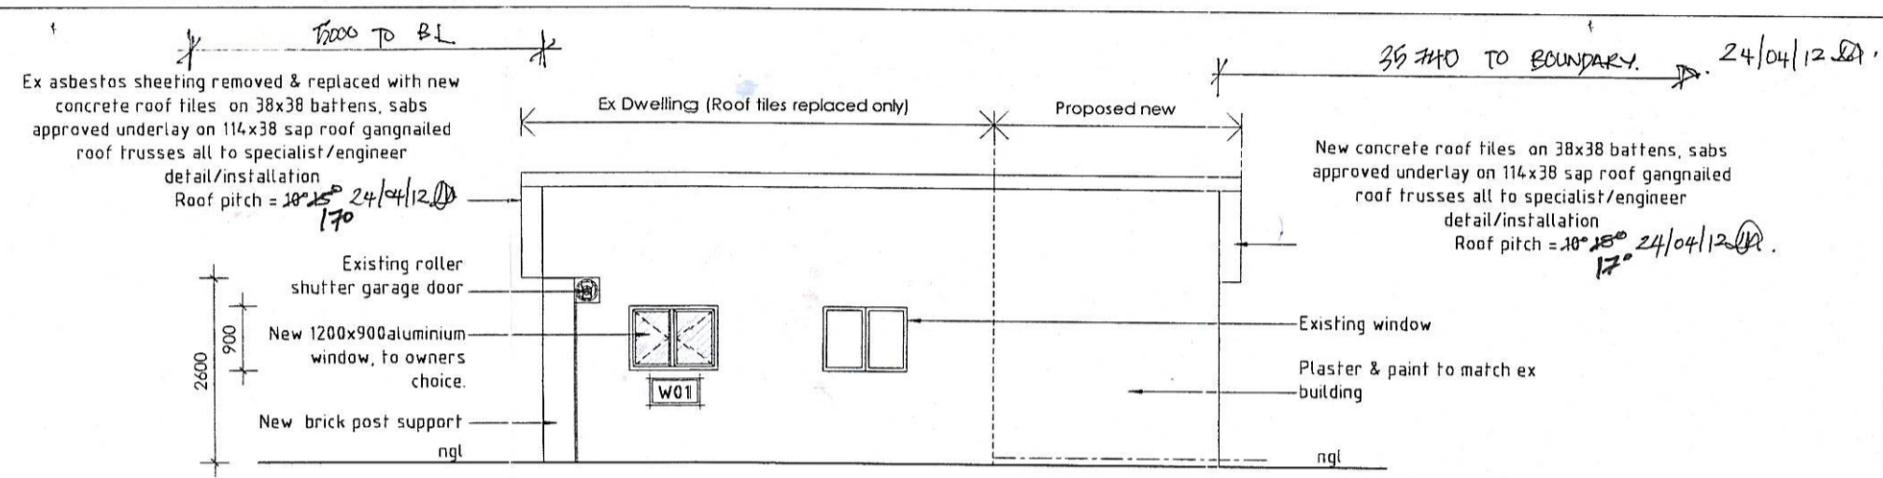 5000 TO BL
35 740 TO BOUNDARY. 24/04/12
Ex asbestos sheeting removed & replaced with new
concrete roof tiles on 38x38 battens, sabs
approved underlay on 114x38 sap roof gangnailed
roof trusses all to specialist/engineer
detail/installation
Roof pitch = 10° 15° 24/04/12
17°
Ex Dwelling (Roof tiles replaced only)
Proposed new
New concrete roof tiles on 38x38 battens, sabs
approved underlay on 114x38 sap roof gangnailed
roof trusses all to specialist/engineer
detail/installation
Roof pitch = 10° 15° 24/04/12
17°
Existing roller
shutter garage door
New 1200x900aluminium
window, to owners
choice.
New brick post support
ngl
2600
900
W01
Existing window
Plaster & paint to match ex
building
ngl